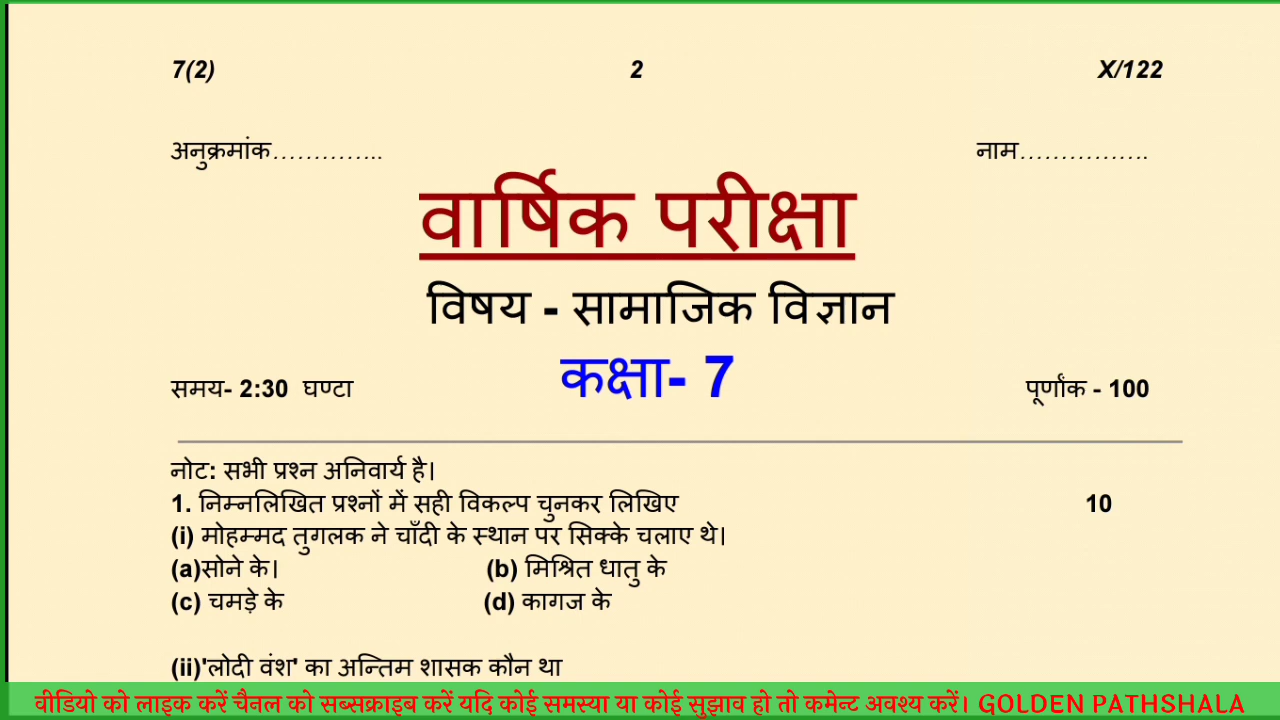 7(2) 2 X/122
अनुक्रमांक………….. नाम…………….
वार्षिक परीक्षा
विषय - सामाजिक विज्ञान
कक्षा- 7
समय- 2:30 घण्टा पूर्णांक - 100
नोट: सभी प्रश्न अनिवार्य है।
1. निम्नलिखित प्रश्नों में सही विकल्प चुनकर लिखिए 10
(i) मोहम्मद तुगलक ने चाँदी के स्थान पर सिक्के चलाए थे।
(a)सोने के। (b) मिश्रित धातु के
(c) चमड़े के (d) कागज के
(ii)'लोदी वंश' का अन्तिम शासक कौन था
वीडियो को लाइक करें चैनल को सब्सक्राइब करें यदि कोई समस्या या कोई सुझाव हो तो कमेन्ट अवश्य करें। GOLDEN PATHSHALA